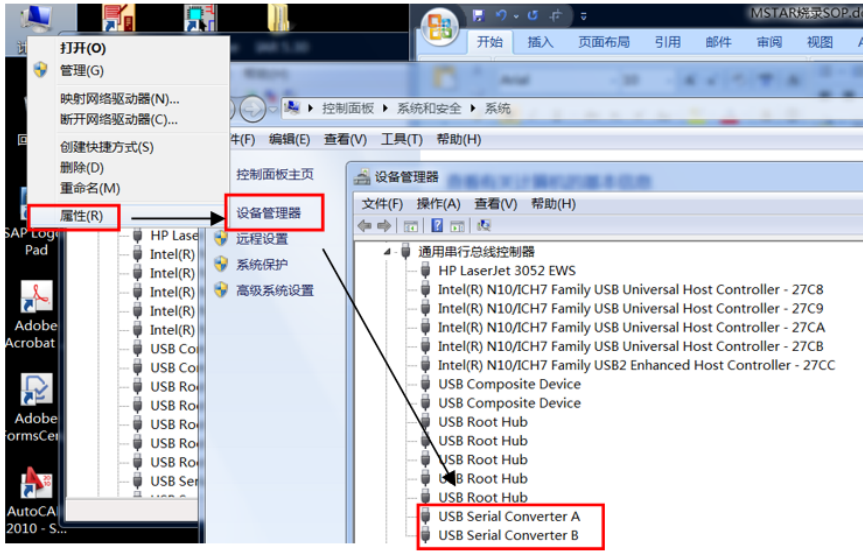 MSTAR烧录SOP.do
开始 插入 页面布局 引用 邮件 审阅 视图
打开(O)
管理(G)
映射网络驱动器(N)...
断开网络驱动器(C)...
创建快捷方式(S)
删除(D)
重命名(M)
属性(R)
控制面板 ▸ 系统和安全 ▸ 系统
件(F) 编辑(E) 查看(V) 工具(T) 帮助(H)
控制面板主页
设备管理器
远程设置
系统保护
高级系统设置
设备管理器
文件(F) 操作(A) 查看(V) 帮助(H)
通用串行总线控制器
HP LaserJet 3052 EWS
Intel(R) N10/ICH7 Family USB Universal Host Controller - 27C8
Intel(R) N10/ICH7 Family USB Universal Host Controller - 27C9
Intel(R) N10/ICH7 Family USB Universal Host Controller - 27CA
Intel(R) N10/ICH7 Family USB Universal Host Controller - 27CB
Intel(R) N10/ICH7 Family USB2 Enhanced Host Controller - 27CC
USB Composite Device
USB Composite Device
USB Root Hub
USB Root Hub
USB Root Hub
USB Root Hub
USB Root Hub
USB Serial Converter A
USB Serial Converter B
HP Lase
Intel(R)
Intel(R)
Intel(R)
Intel(R)
Intel(R)
USB Co
USB Co
USB Ro
USB Ro
USB Ro
USB Ro
USB Ro
USB Ser
SAP Log
Pad
Adobe
Acrobat
Adobe
FormsCen
AutoCA
2010 - S...